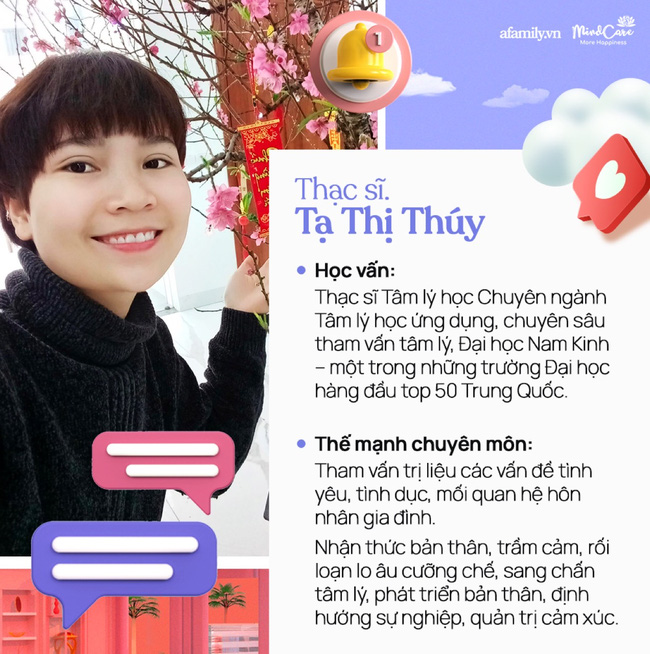 afamily.vn
MindCare
More Happiness
1
Thạc sĩ.
Tạ Thị Thúy
Học vấn:
Thạc sĩ Tâm lý học Chuyên ngành
Tâm lý học ứng dụng, chuyên sâu
tham vấn tâm lý, Đại học Nam Kinh
– một trong những trường Đại học
hàng đầu top 50 Trung Quốc.
Thế mạnh chuyên môn:
Tham vấn trị liệu các vấn đề tình
yêu, tình dục, mối quan hệ hôn
nhân gia đình.
Nhận thức bản thân, trầm cảm, rối
loạn lo âu cưỡng chế, sang chấn
tâm lý, phát triển bản thân, định
hướng sự nghiệp, quản trị cảm xúc.